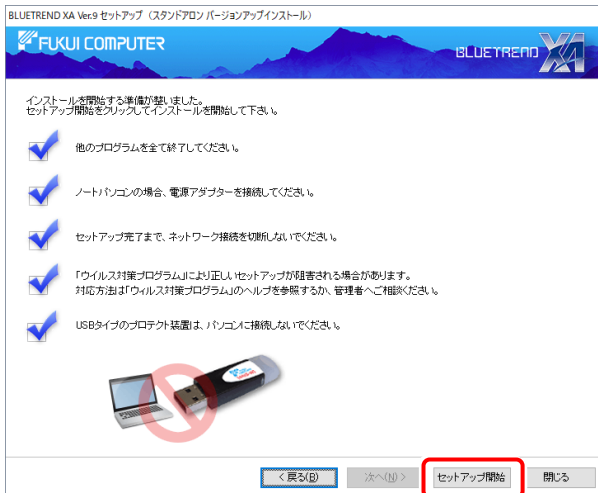 BLUETREND XA Ver.9 セットアップ（スタンドアロン バージョンアップインストール）
FUKUI COMPUTER
BLUETREND XA
インストールを開始する準備が整いました。
セットアップ開始をクリックしてインストールを開始して下さい。
他のプログラムを全て終了してください。
ノートパソコンの場合、電源アダプターを接続してください。
セットアップ完了まで、ネットワーク接続を切断しないでください。
「ウイルス対策プログラム」により正しいセットアップが阻害される場合があります。
対応方法は「ウィルス対策プログラム」のヘルプを参照するか、管理者へご相談ください。
USBタイプのプロテクト装置は、パソコンに接続しないでください。
< 戻る(B) 次へ(N) > セットアップ開始 閉じる